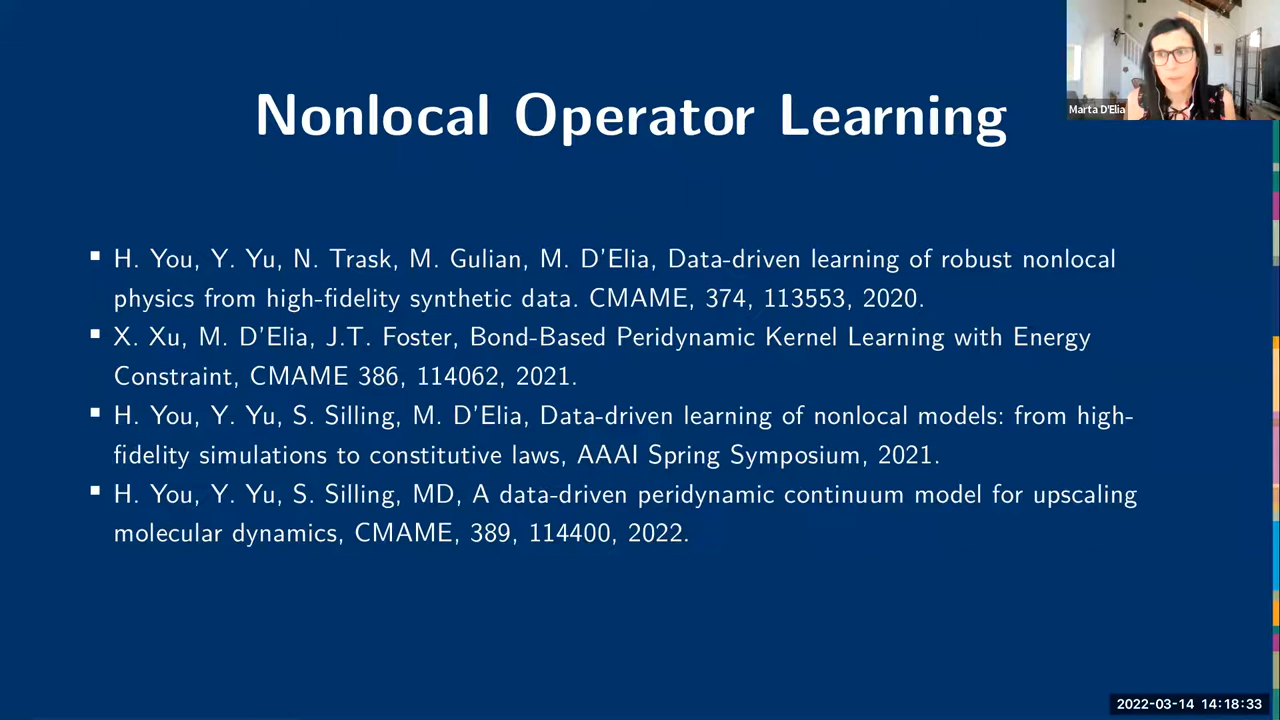 Marta D'Elia
Nonlocal Operator Learning
▪ H. You, Y. Yu, N. Trask, M. Gulian, M. D'Elia, Data-driven learning of robust nonlocal
physics from high-fidelity synthetic data. CMAME, 374, 113553, 2020.
▪ X. Xu, M. D'Elia, J.T. Foster, Bond-Based Peridynamic Kernel Learning with Energy
Constraint, CMAME 386, 114062, 2021.
▪ H. You, Y. Yu, S. Silling, M. D'Elia, Data-driven learning of nonlocal models: from high-
fidelity simulations to constitutive laws, AAAI Spring Symposium, 2021.
▪ H. You, Y. Yu, S. Silling, MD, A data-driven peridynamic continuum model for upscaling
molecular dynamics, CMAME, 389, 114400, 2022.
2022-03-14 14:18:33